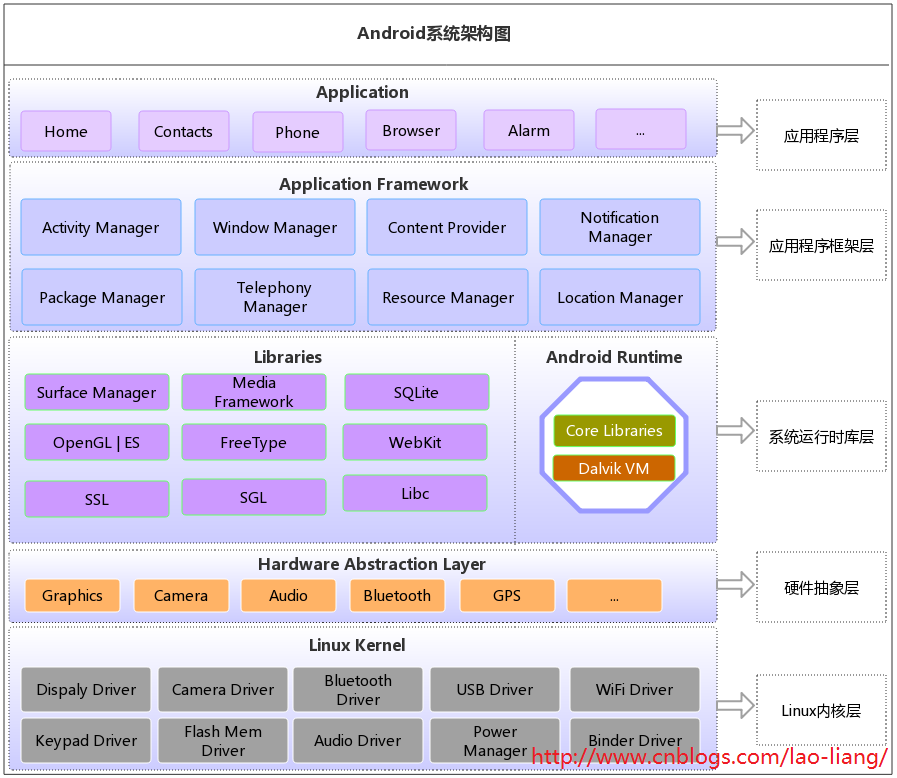 Android系统架构图
Application
Home
Contacts
Phone
Browser
Alarm
...
应用程序层
Application Framework
Activity Manager
Window Manager
Content Provider
Notification
Manager
Package Manager
Telephony
Manager
Resource Manager
Location Manager
应用程序框架层
Libraries
Surface Manager
Media
Framework
SQLite
OpenGL | ES
FreeType
WebKit
SSL
SGL
Libc
Android Runtime
Core Libraries
Dalvik VM
系统运行时库层
Hardware Abstraction Layer
Graphics
Camera
Audio
Bluetooth
GPS
...
硬件抽象层
Linux Kernel
Dispaly Driver
Camera Driver
Bluetooth
Driver
USB Driver
WiFi Driver
Keypad Driver
Flash Mem
Driver
Audio Driver
Power
Manager
Binder Driver
Linux内核层
http://www.cnblogs.com/lao-liang/